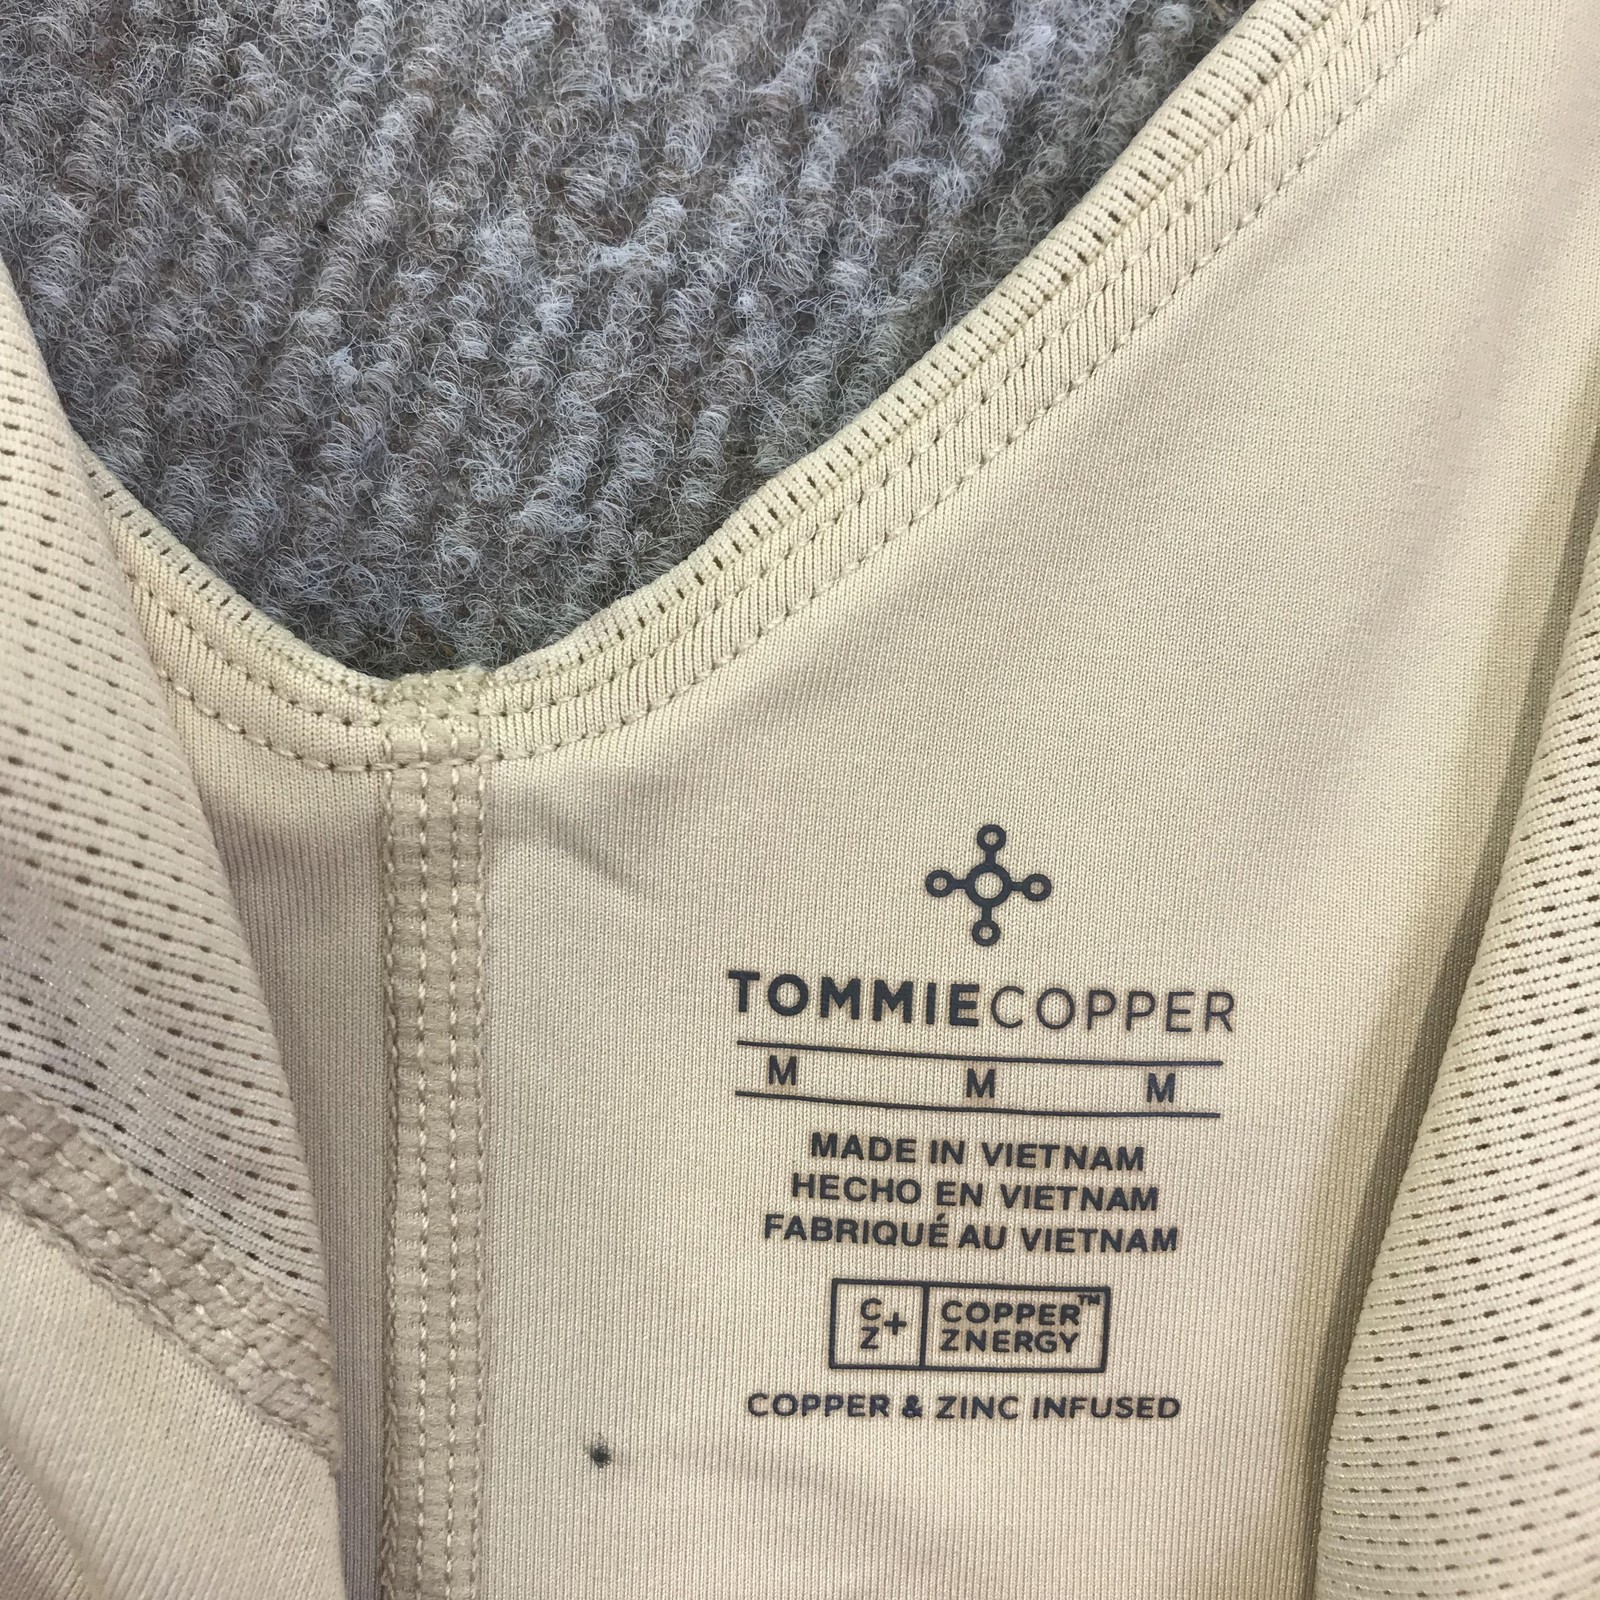 TOMMIECOPPER
M M M
MADE IN VIETNAM
HECHO EN VIETNAM
FABRIQUÉ AU VIETNAM
C
Z+
COPPER™
ZNERGY
COPPER & ZINC INFUSED